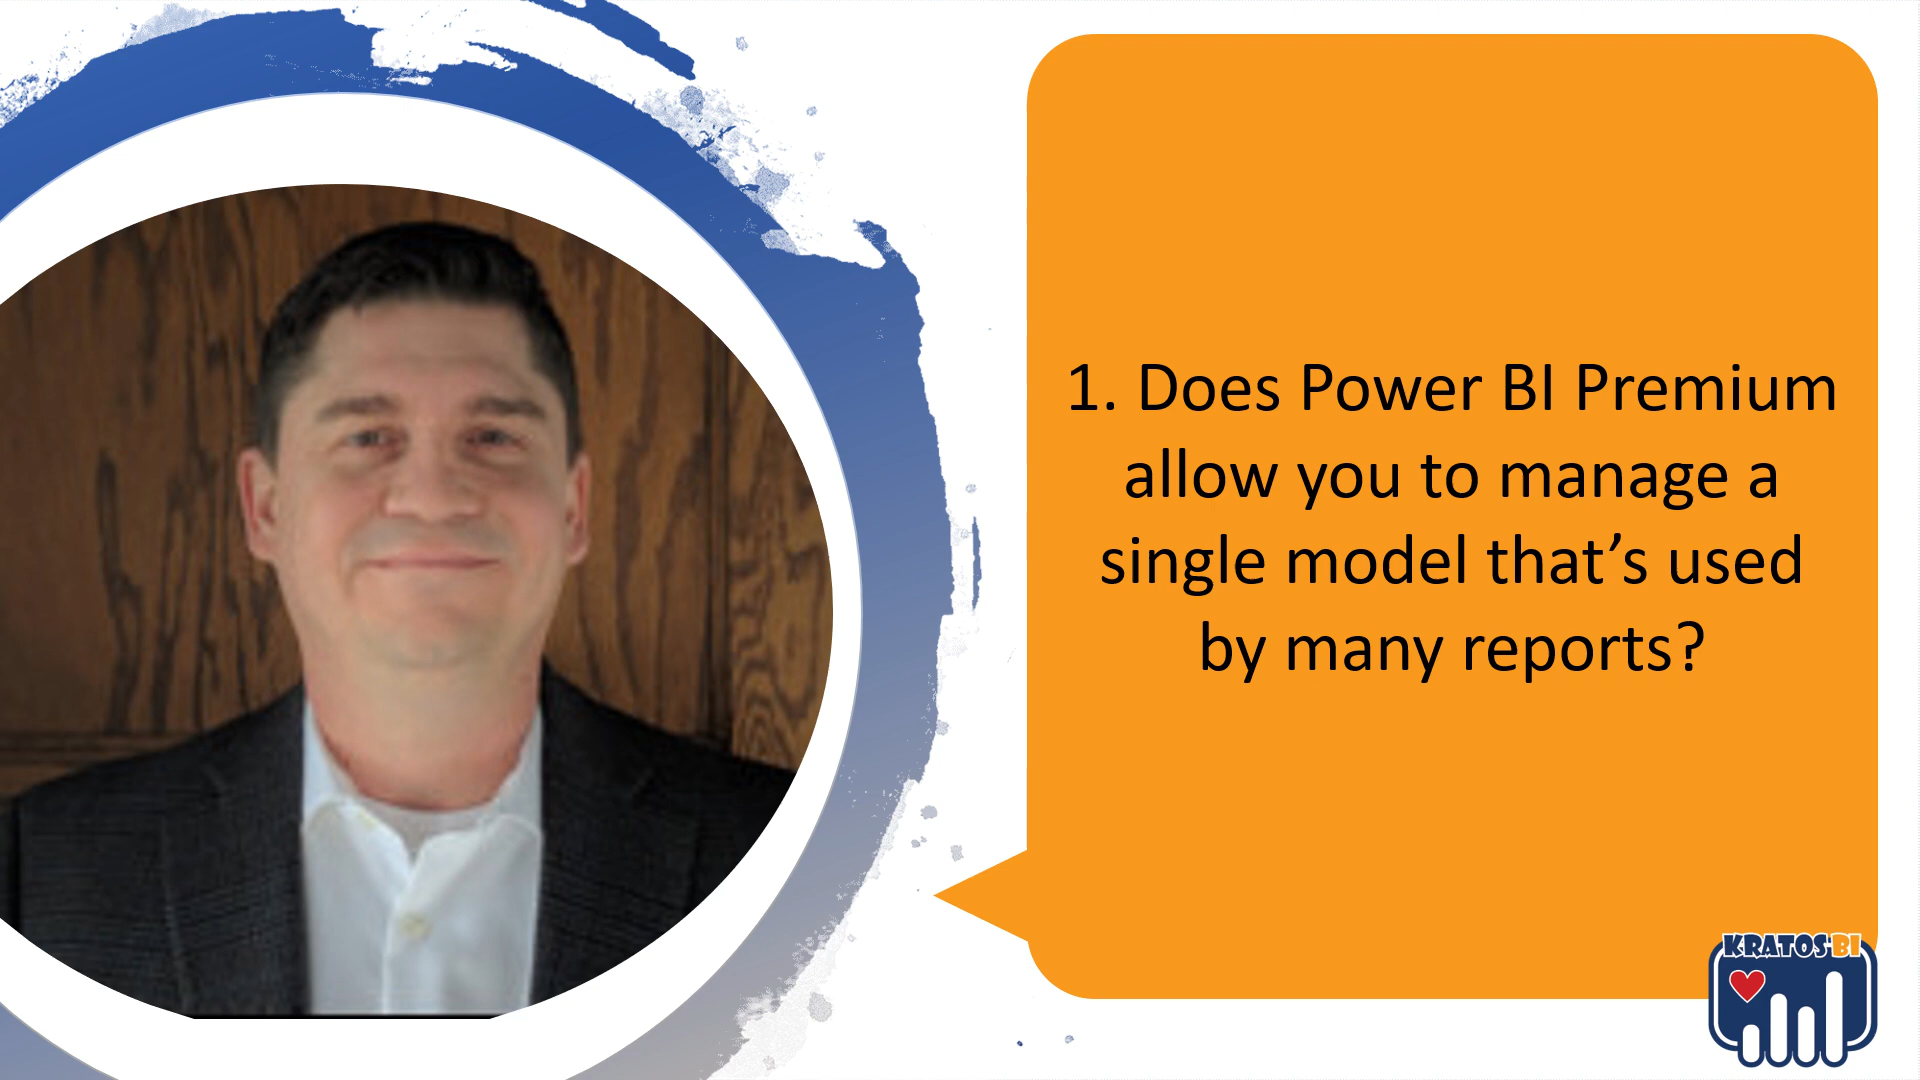 1. Does Power BI Premium
allow you to manage a
single model that’s used
by many reports?
KRATOS BI